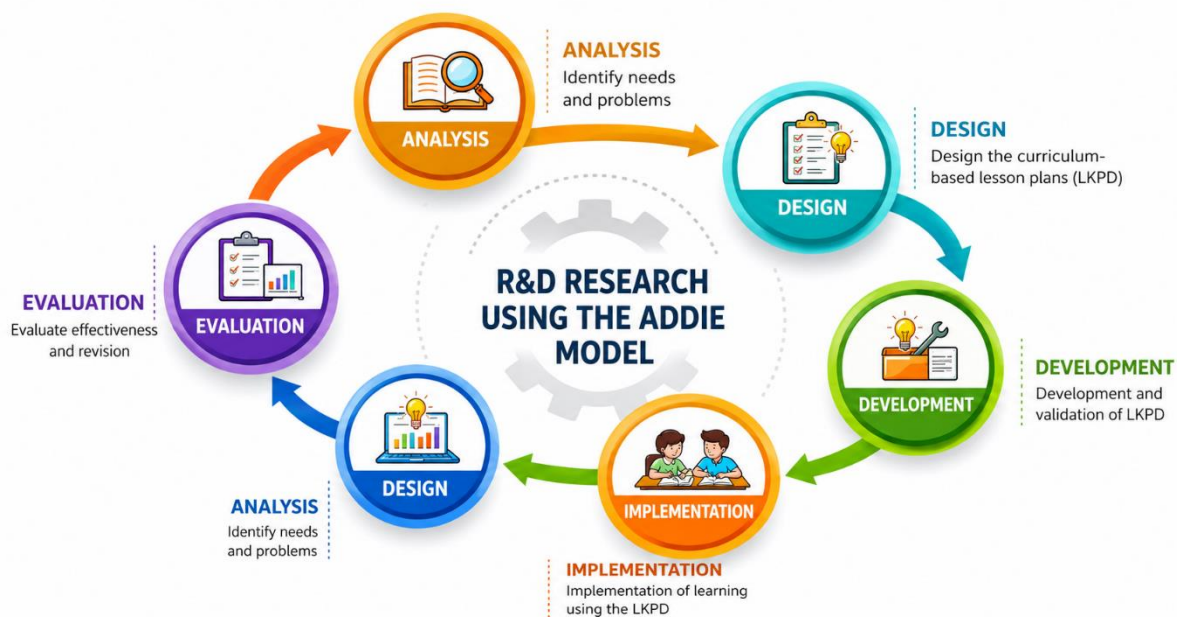 ANALYSIS
Identify needs
and problems
ANALYSIS
DESIGN
Design the curriculum-
based lesson plans (LKPD)
DESIGN
R&D RESEARCH
USING THE ADDIE
MODEL
EVALUATION
Evaluate effectiveness
and revision
EVALUATION
DEVELOPMENT
Development and
validation of LKPD
DEVELOPMENT
DESIGN
ANALYSIS
Identify needs
and problems
IMPLEMENTATION
IMPLEMENTATION
Implementation of learning
using the LKPD